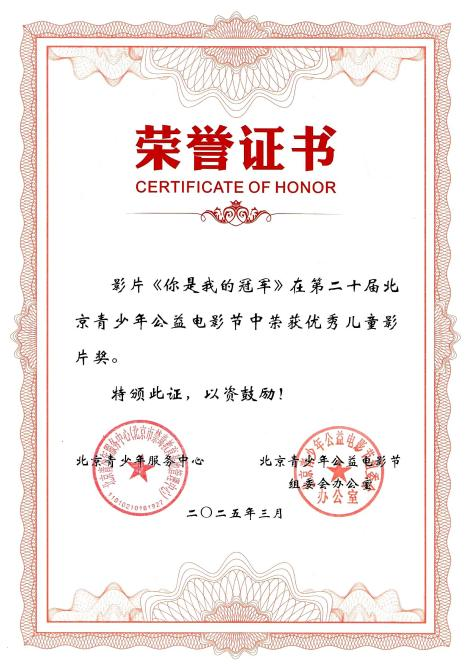 荣誉证书
CERTIFICATE OF HONOR
影片《你是我的冠军》在第二十届北
京青少年公益电影节中荣获优秀儿童影
片奖。
特颁此证，以资鼓励！
北京青少年服务中心
北京青少年公益电影节
组委会办公室
办公室
二〇二五年三月